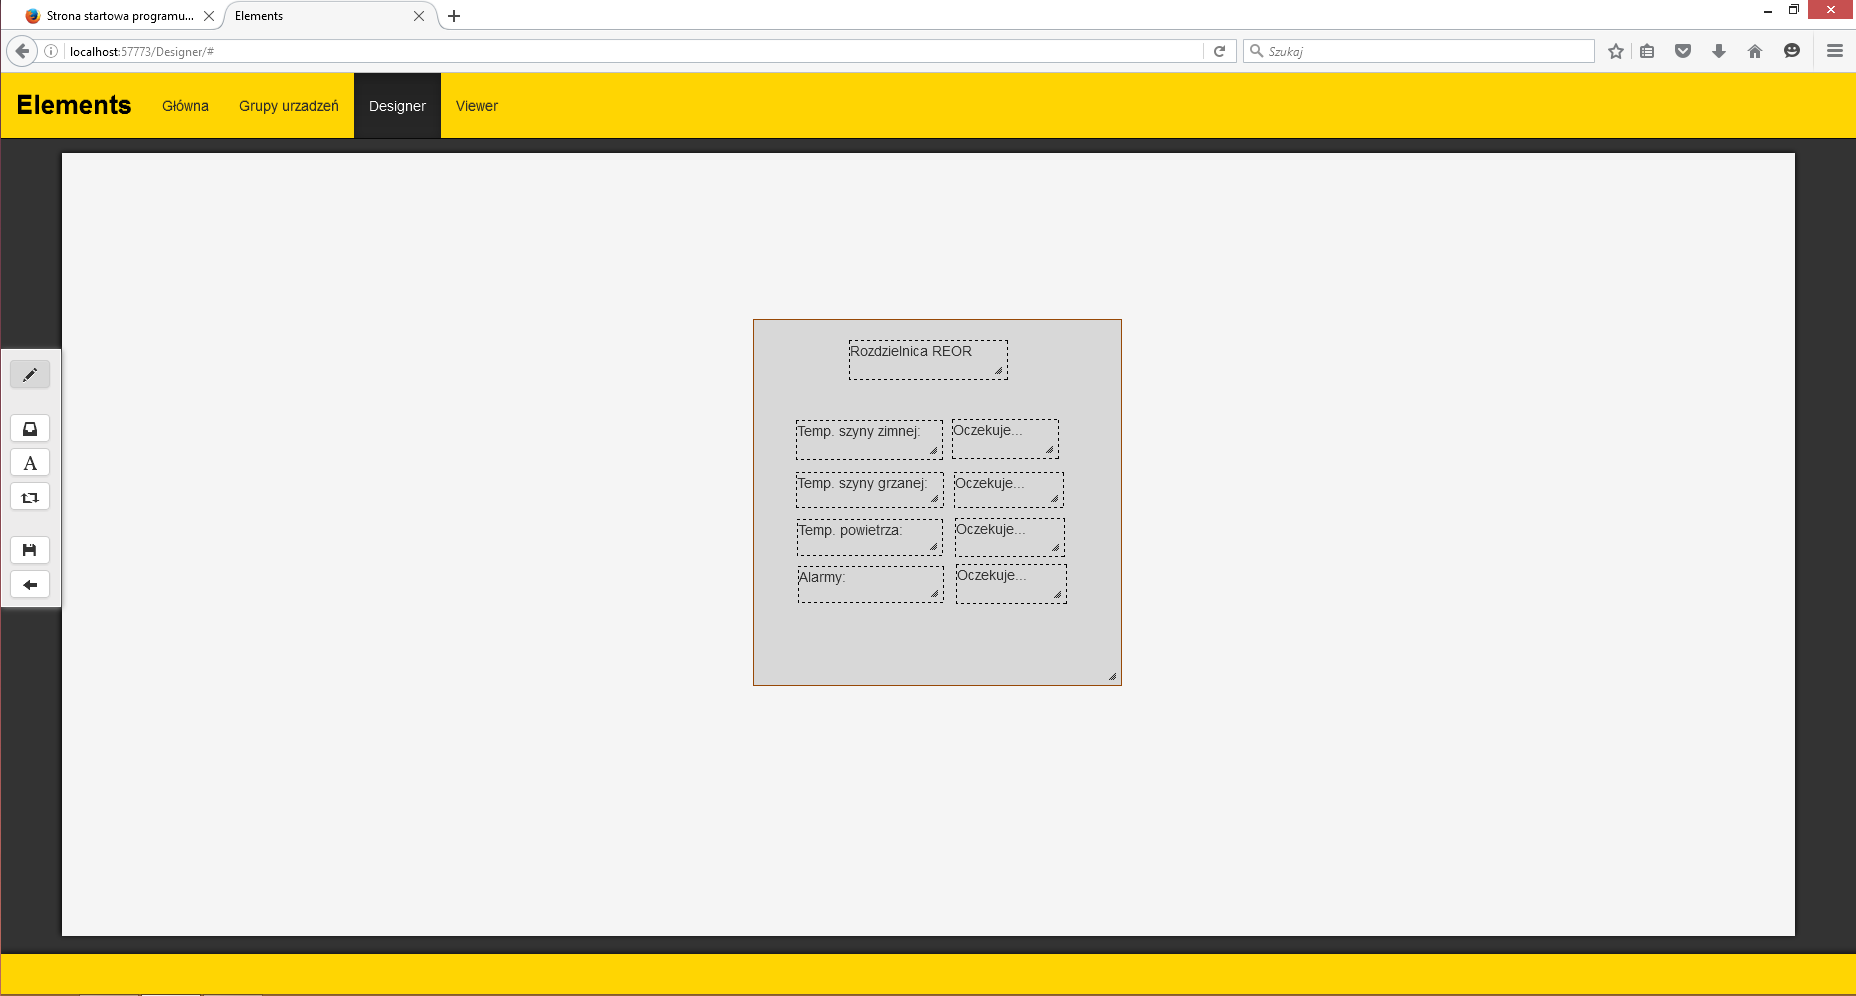 Strona startowa programu...
Elements
localhost:57773/Designer/#
Szukaj
Elements
Główna
Grupy urzadzeń
Designer
Viewer
Rozdzielnica REOR
Temp. szyny zimnej:
Oczekuje...
Temp. szyny grzanej:
Oczekuje...
Temp. powietrza:
Oczekuje...
Alarmy:
Oczekuje...
A